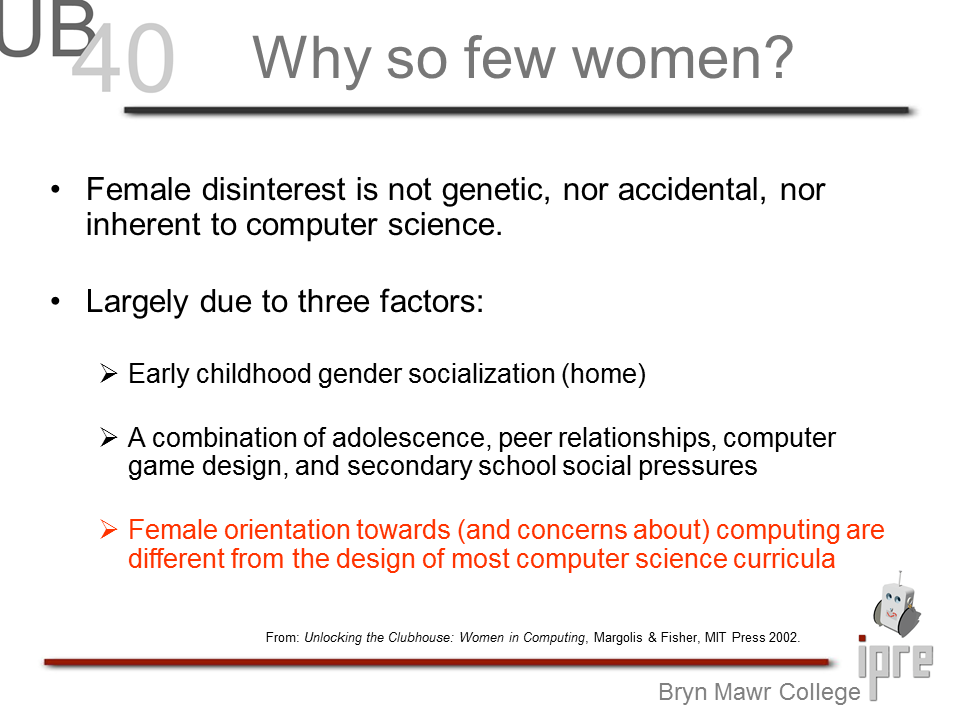 UB
40
Why so few women?
• Female disinterest is not genetic, nor accidental, nor
inherent to computer science.
• Largely due to three factors:
➢ Early childhood gender socialization (home)
➢ A combination of adolescence, peer relationships, computer
game design, and secondary school social pressures
➢ Female orientation towards (and concerns about) computing are
different from the design of most computer science curricula
From: Unlocking the Clubhouse: Women in Computing, Margolis & Fisher, MIT Press 2002.
ipre
Bryn Mawr College